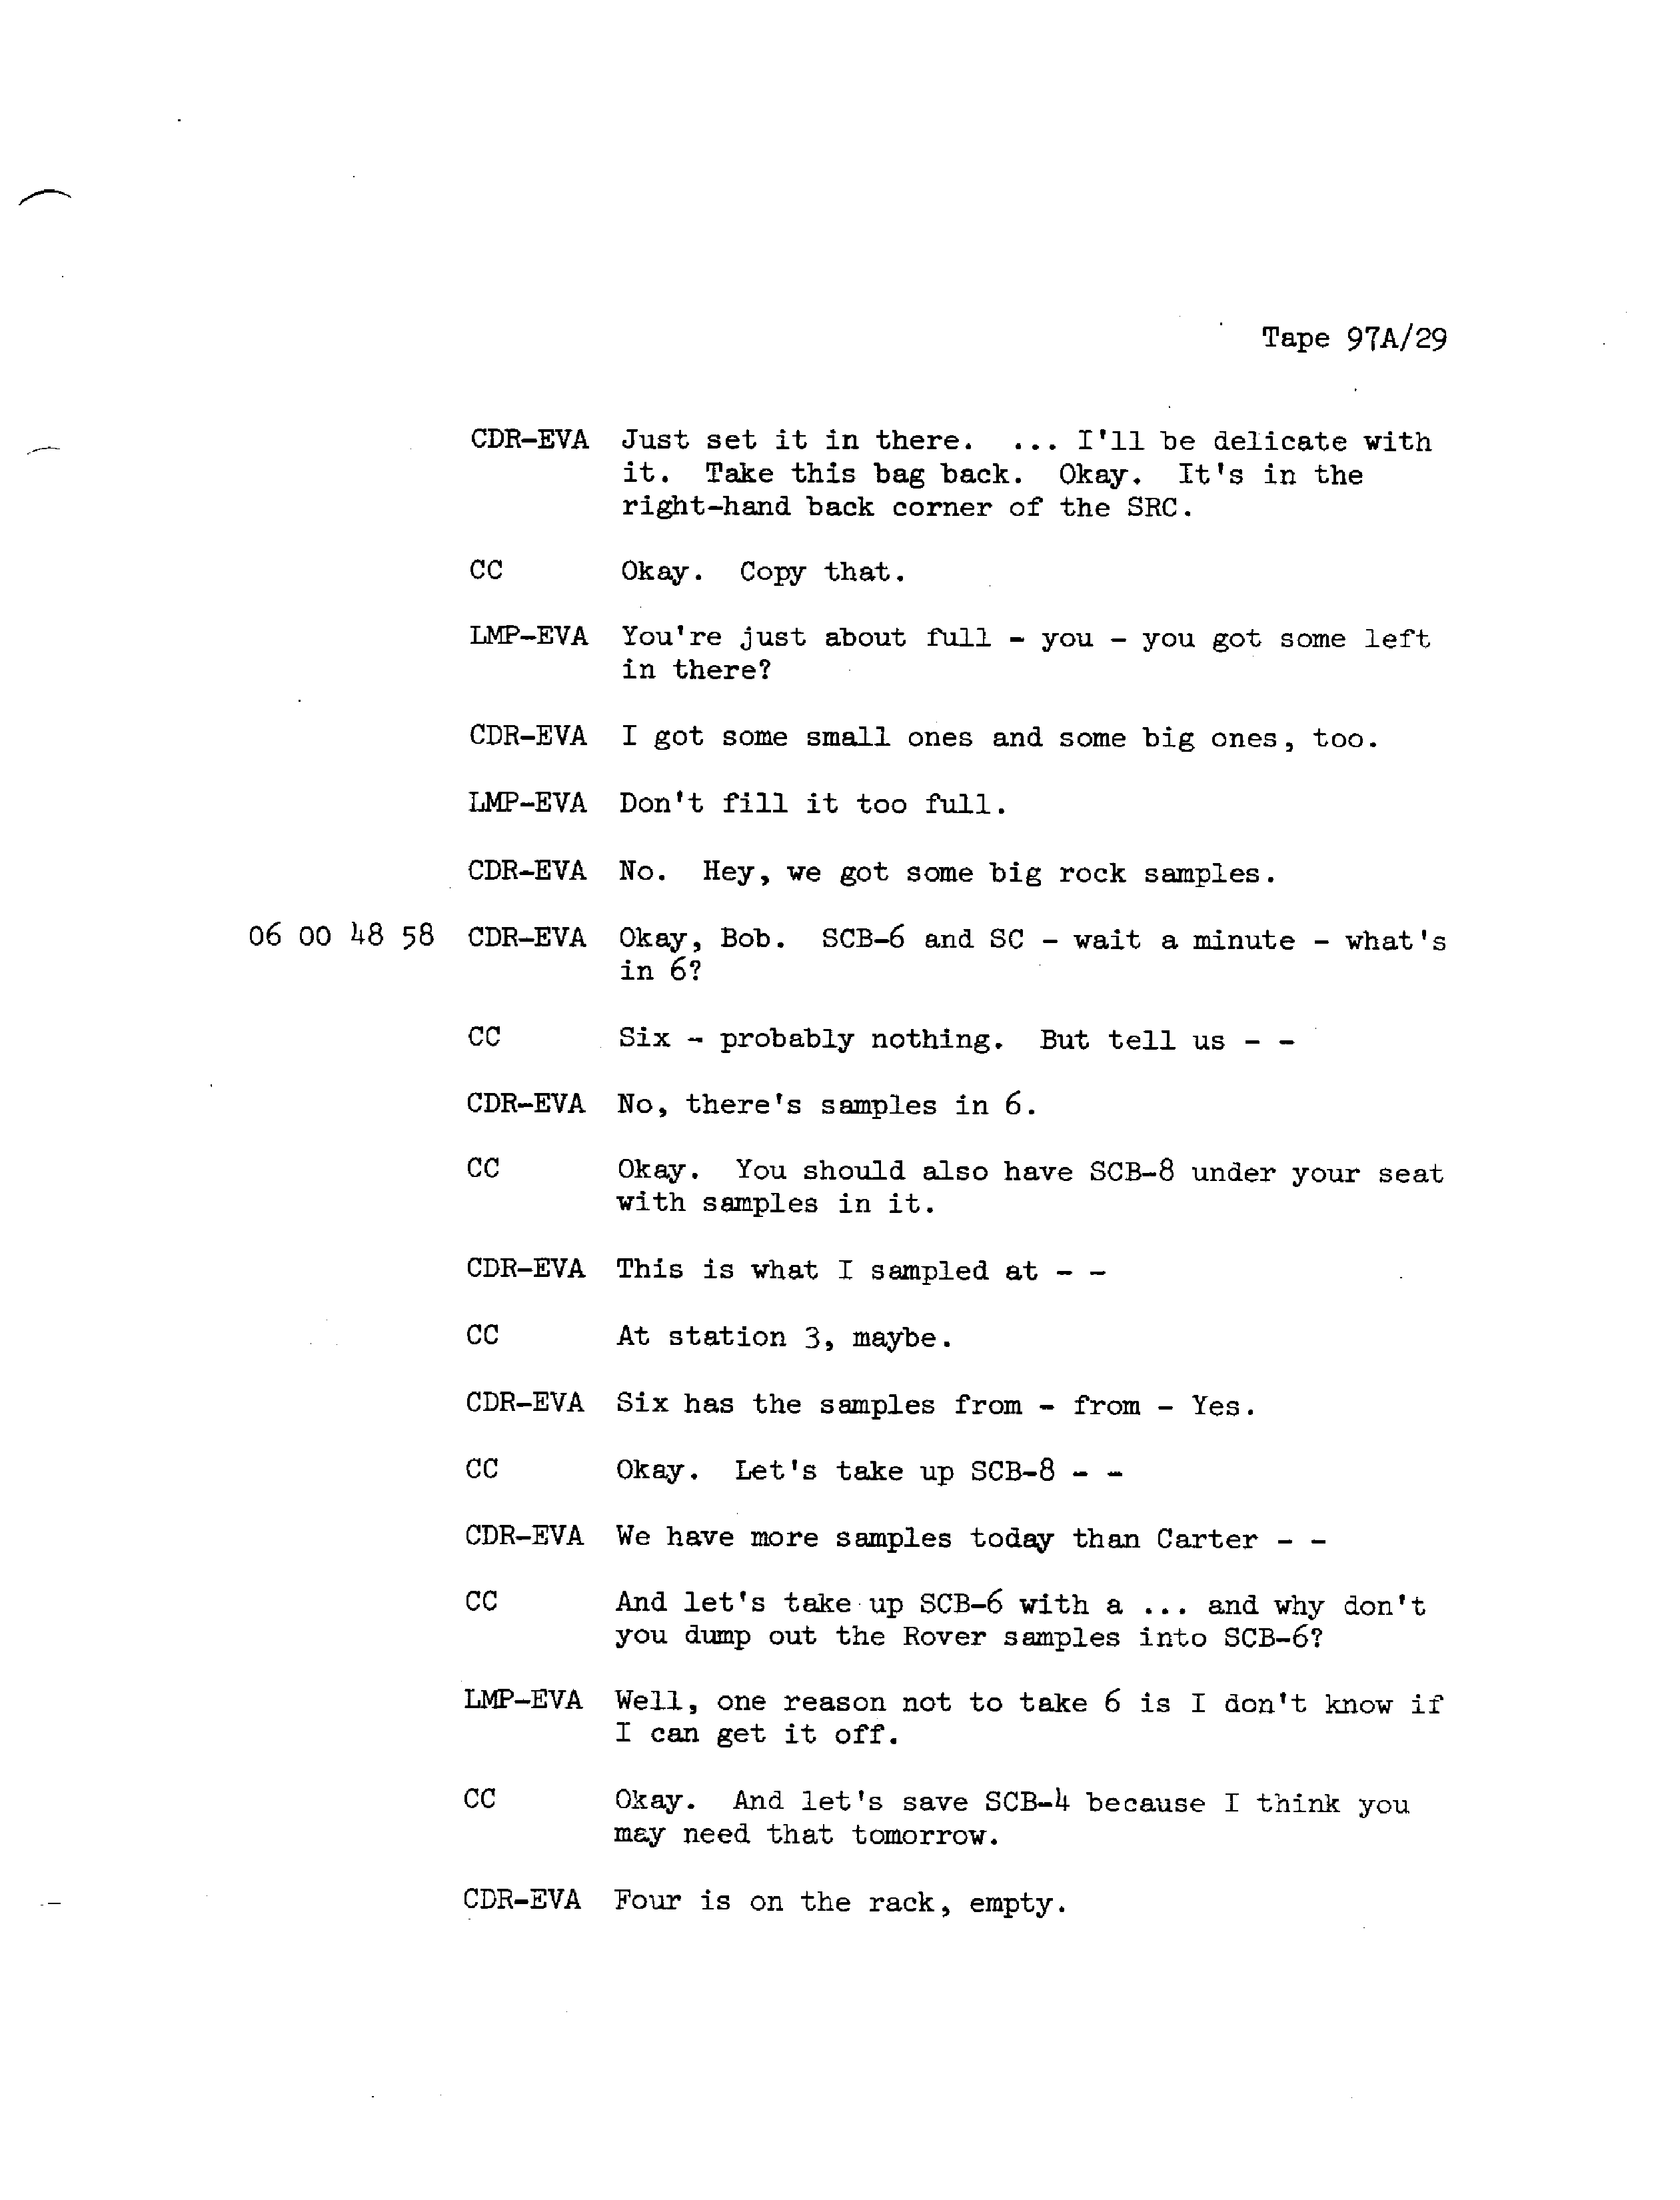 Tape 97A/29
CDR-EVA Just set it in there. ... I'll be delicate with
it. Take this bag back. Okay. It's in the
right-hand back corner of the SRC.
CC Okay. Copy that.
LMP-EVA You're just about full - you - you got some left
in there?
CDR-EVA I got some small ones and some big ones, too.
LMP-EVA Don't fill it too full.
CDR-EVA No. Hey, we got some big rock samples.
06 00 48 58 CDR-EVA Okay, Bob. SCB-6 and SC - wait a minute - what's
in 6?
CC Six - probably nothing. But tell us - -
CDR-EVA No, there's samples in 6.
CC Okay. You should also have SCB-8 under your seat
with samples in it.
CDR-EVA This is what I sampled at - -
CC At station 3, maybe.
CDR-EVA Six has the samples from - from - Yes.
CC Okay. Let's take up SCB-8 - -
CDR-EVA We have more samples today than Carter - -
CC And let's take up SCB-6 with a ... and why don't
you dump out the Rover samples into SCB-6?
LMP-EVA Well, one reason not to take 6 is I don't know if
I can get it off.
CC Okay. And let's save SCB-4 because I think you
may need that tomorrow.
CDR-EVA Four is on the rack, empty.